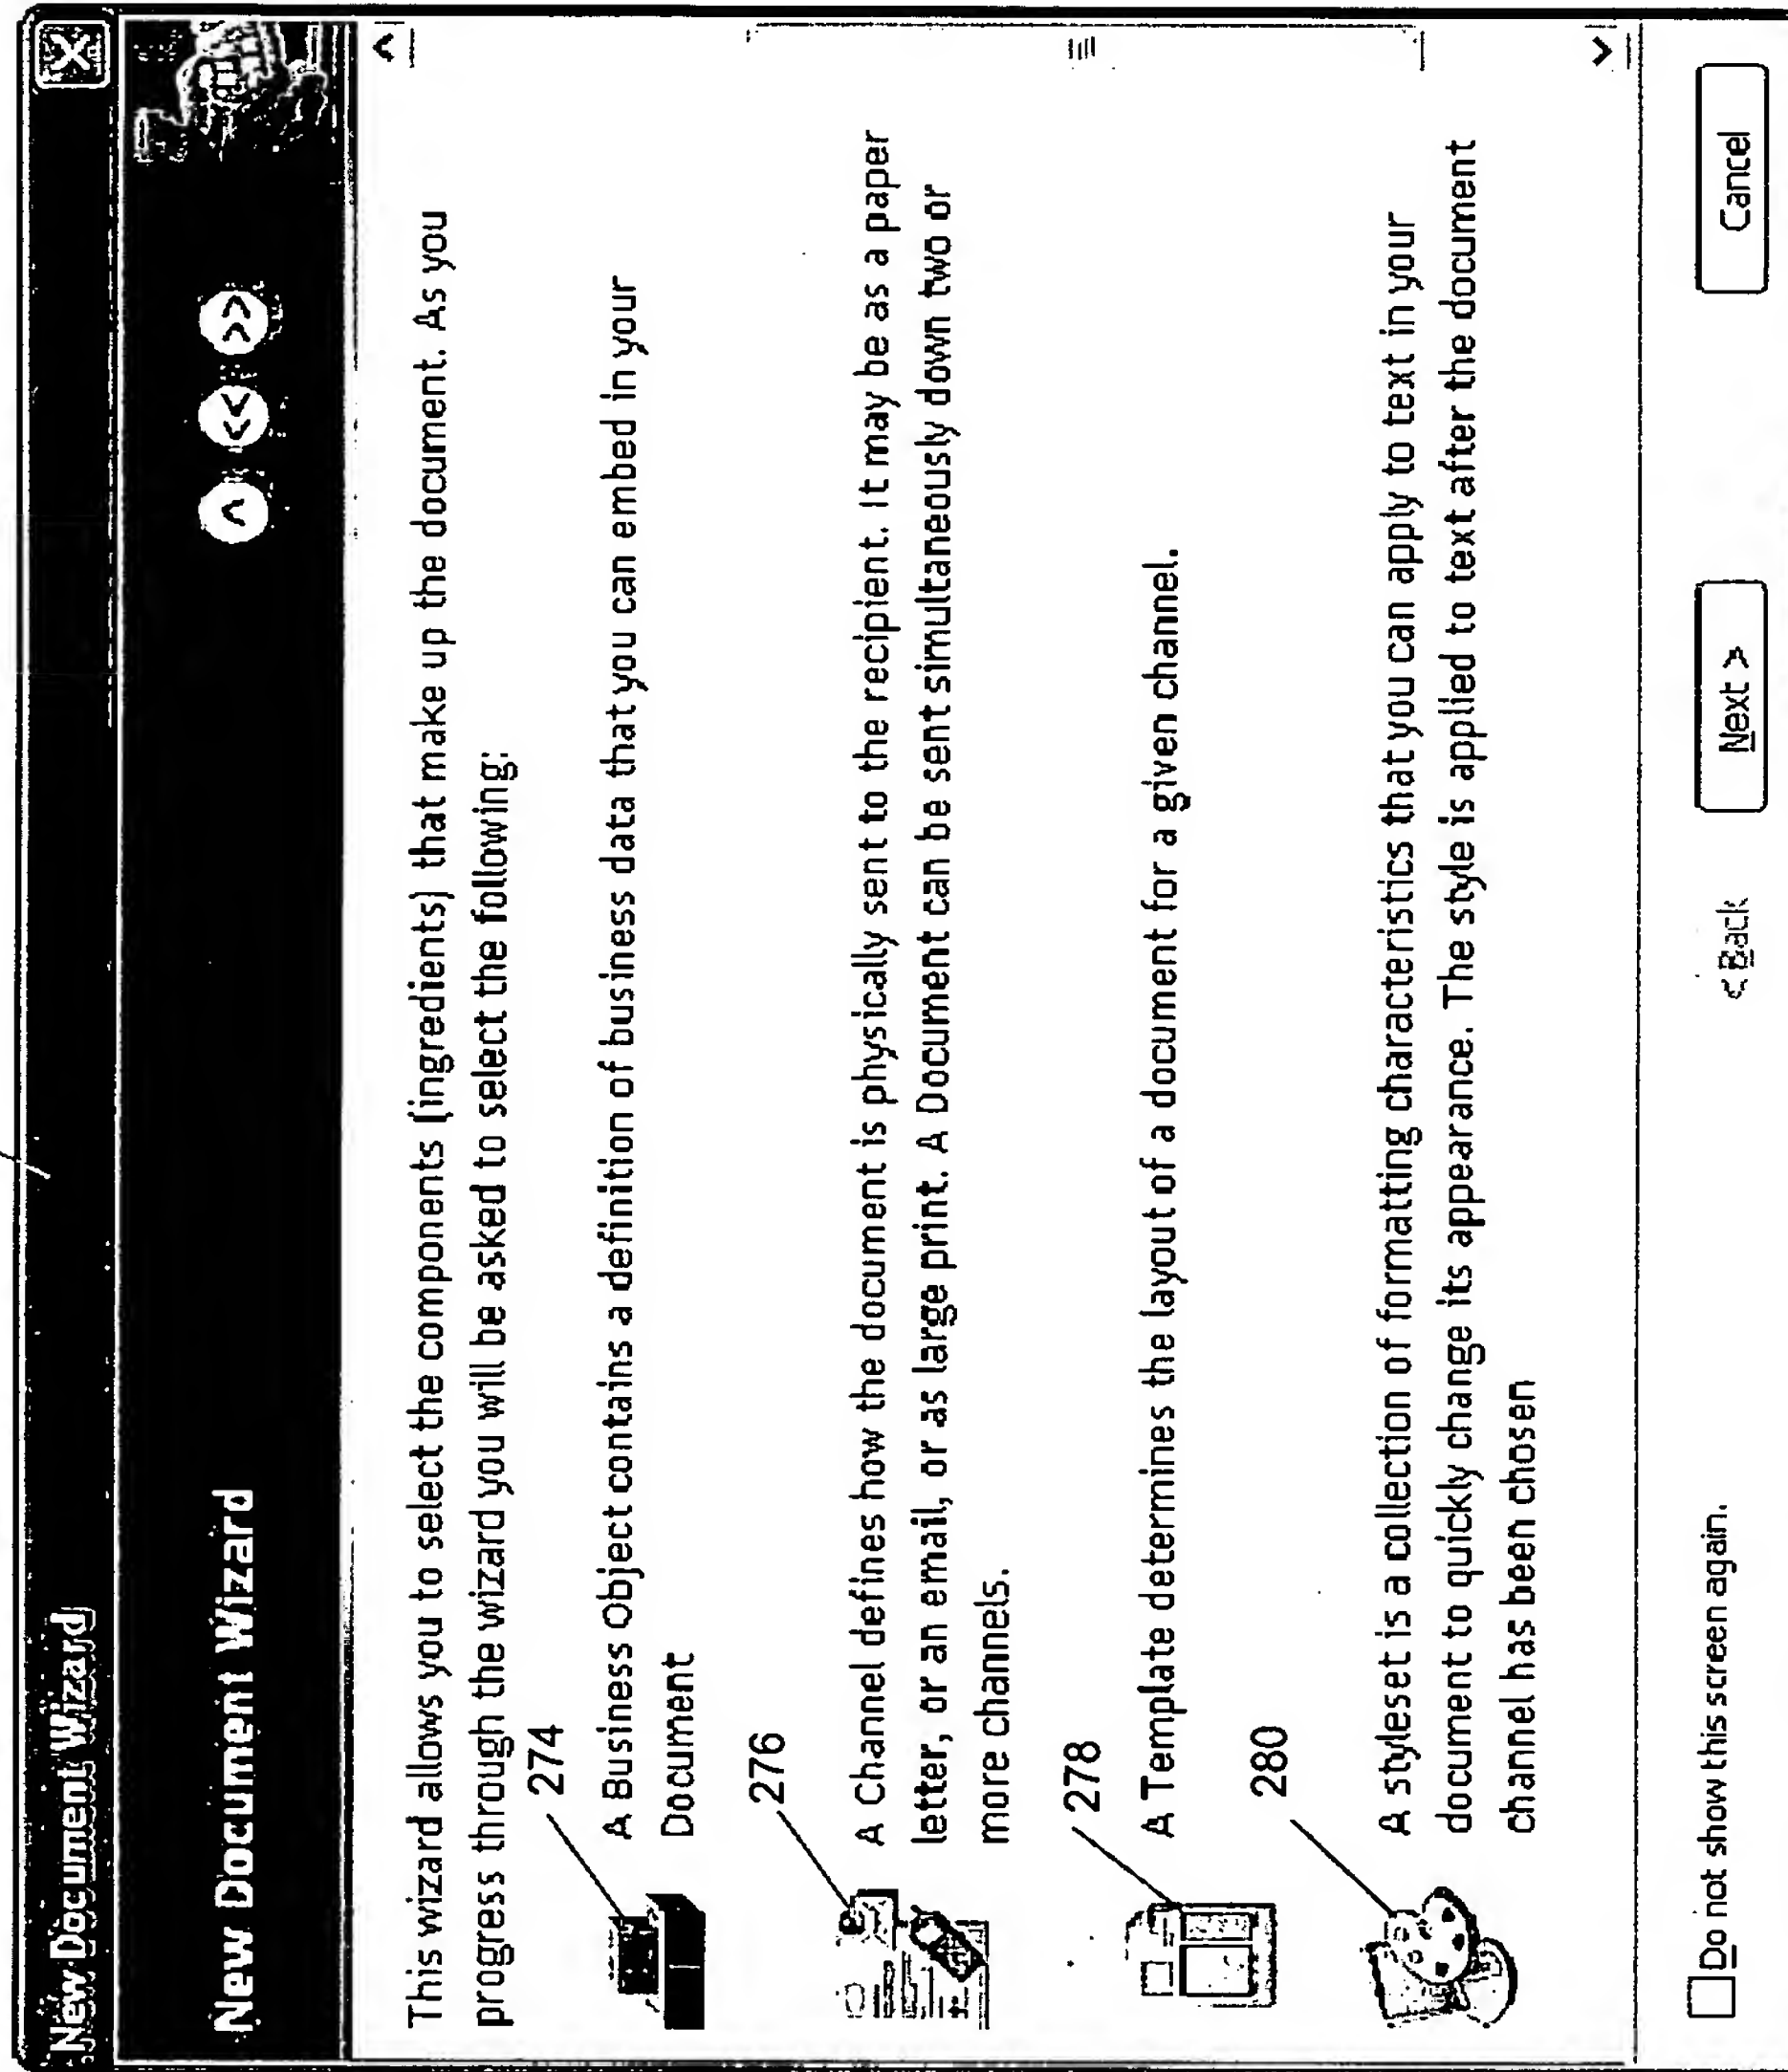 New Document Wizard
New Document Wizard
This wizard allows you to select the components (ingredients) that make up the document. As you
progress through the wizard you will be asked to select the following:
274
A Business Object contains a definition of business data that you can embed in your
Document
276
A Channel defines how the document is physically sent to the recipient. It may be as a paper
letter, or an email, or as large print. A Document can be sent simultaneously down two or
more channels.
278
A Template determines the layout of a document for a given channel.
280
A styleset is a collection of formatting characteristics that you can apply to text in your
document to quickly change its appearance. The style is applied to text after the document
channel has been chosen
Do not show this screen again.
< Back
Next >
Cancel